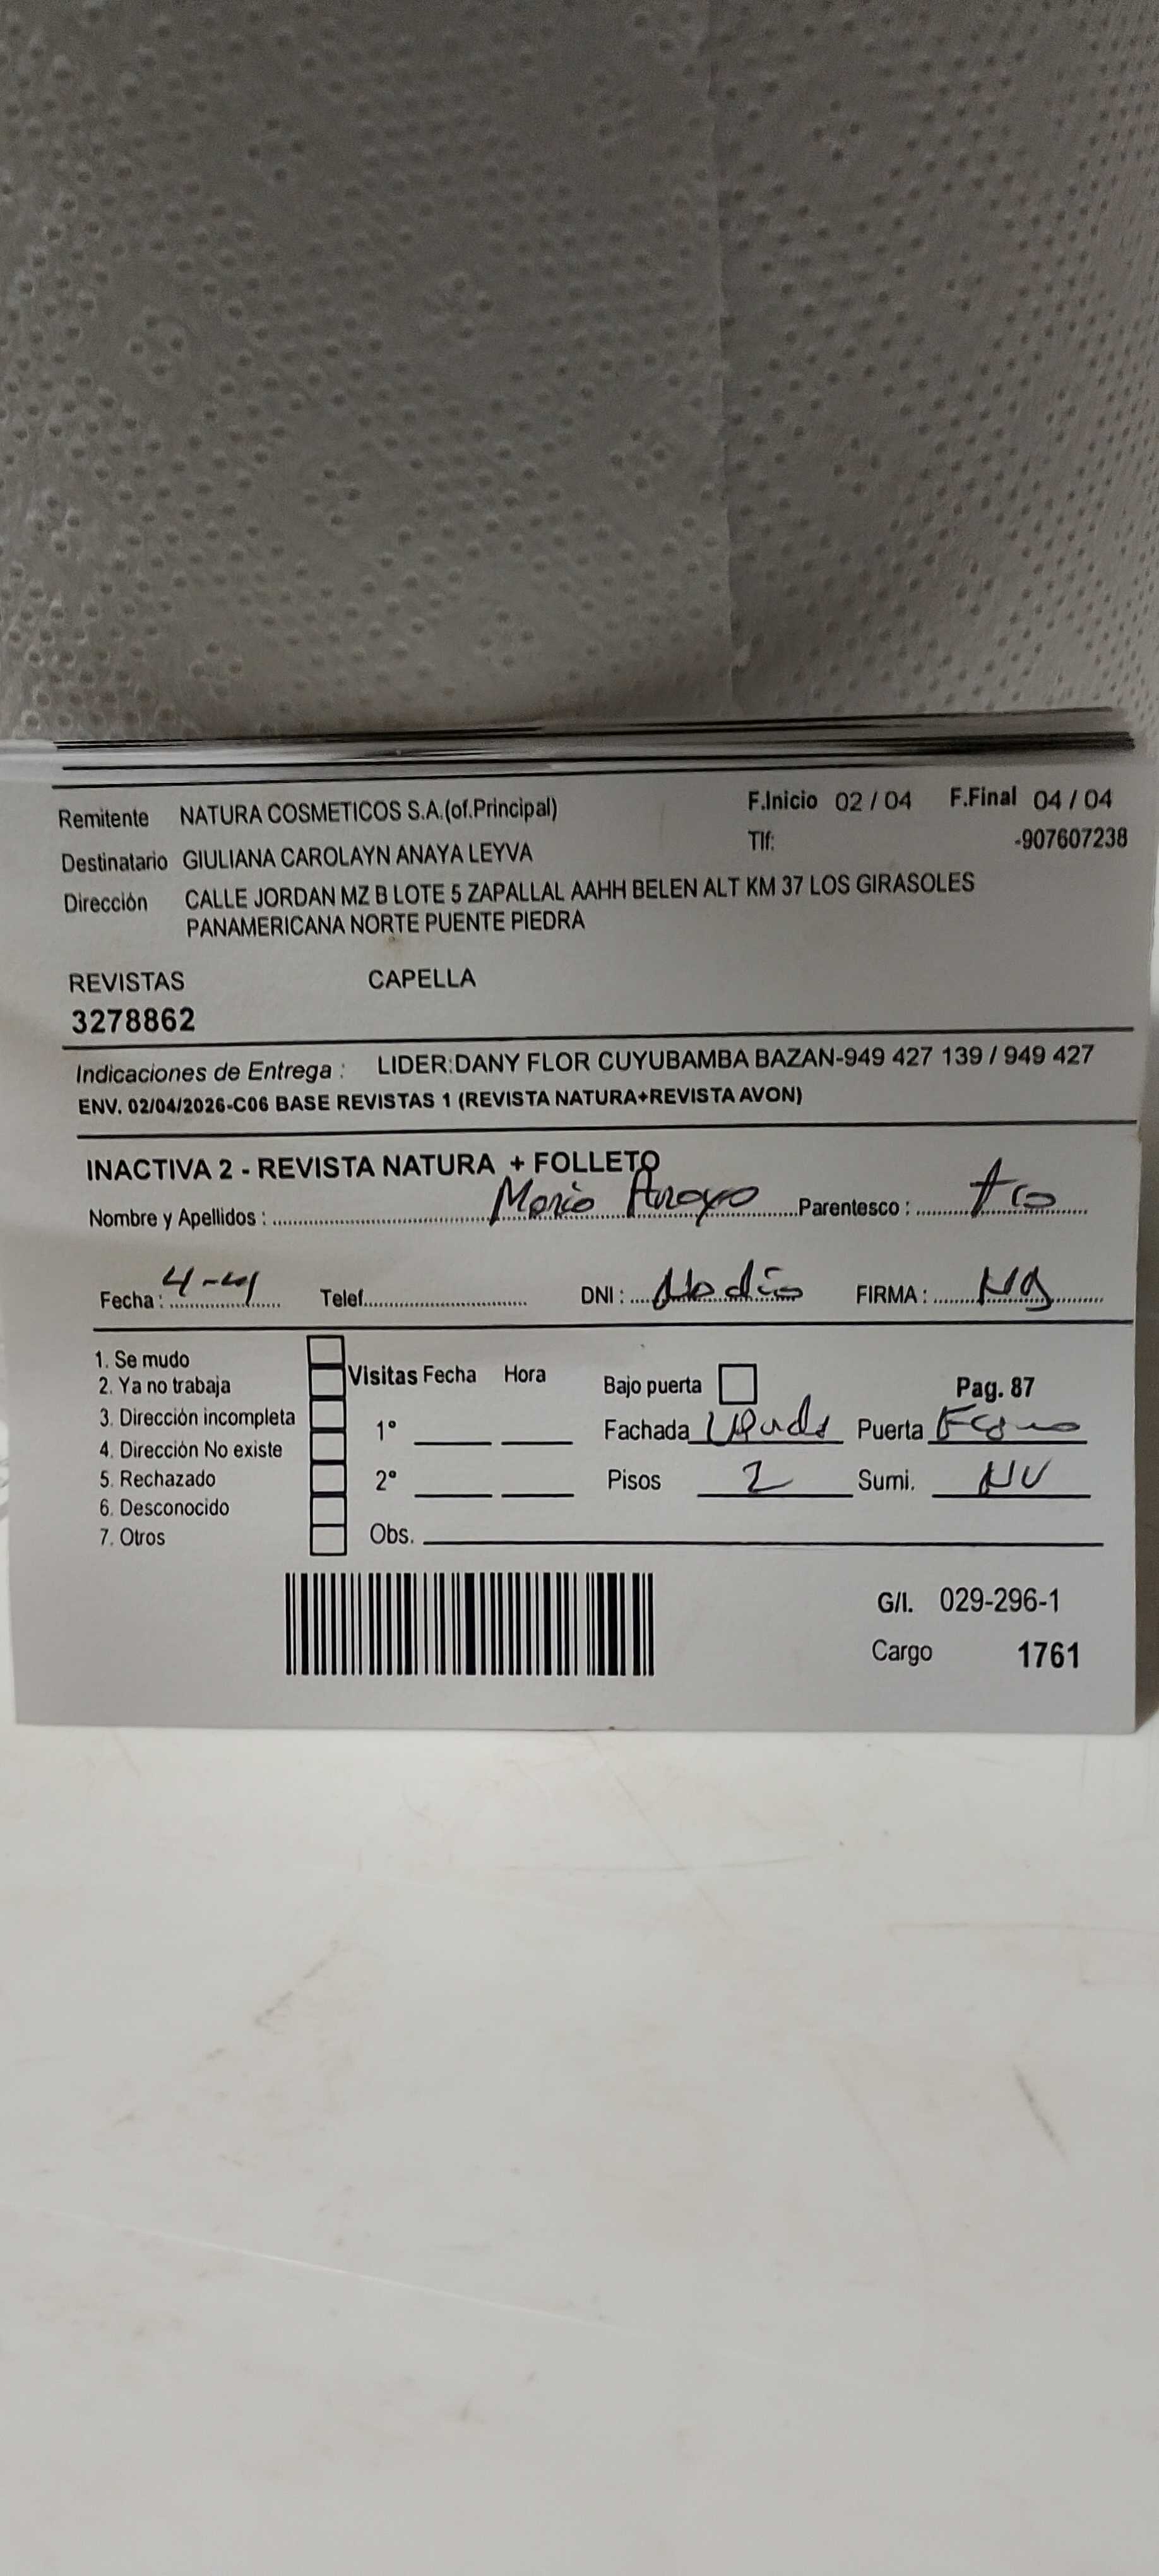 Remitente NATURA COSMETICOS S.A.(of.Principal) F.Inicio 02 / 04 F.Final 04 / 04
Tlf: -907607238
Destinatario GIULIANA CAROLAYN ANAYA LEYVA
Dirección CALLE JORDAN MZ B LOTE 5 ZAPALLAL AAHH BELEN ALT KM 37 LOS GIRASOLES
PANAMERICANA NORTE PUENTE PIEDRA
REVISTAS CAPELLA
3278862
Indicaciones de Entrega : LIDER:DANY FLOR CUYUBAMBA BAZAN-949 427 139 / 949 427
ENV. 02/04/2026-C06 BASE REVISTAS 1 (REVISTA NATURA+REVISTA AVON)
INACTIVA 2 - REVISTA NATURA + FOLLETO
Nombre y Apellidos : Arroyo Parentesco :
Fecha : Telef. DNI : FIRMA :
1. Se mudo
2. Ya no trabaja
3. Dirección incompleta
4. Dirección No existe
5. Rechazado
6. Desconocido
7. Otros
Visitas Fecha Hora
1°
2°
Obs.
Bajo puerta Pag. 87
Fachada Puerta
Pisos 2 Sumi. NV
G/I. 029-296-1
Cargo 1761